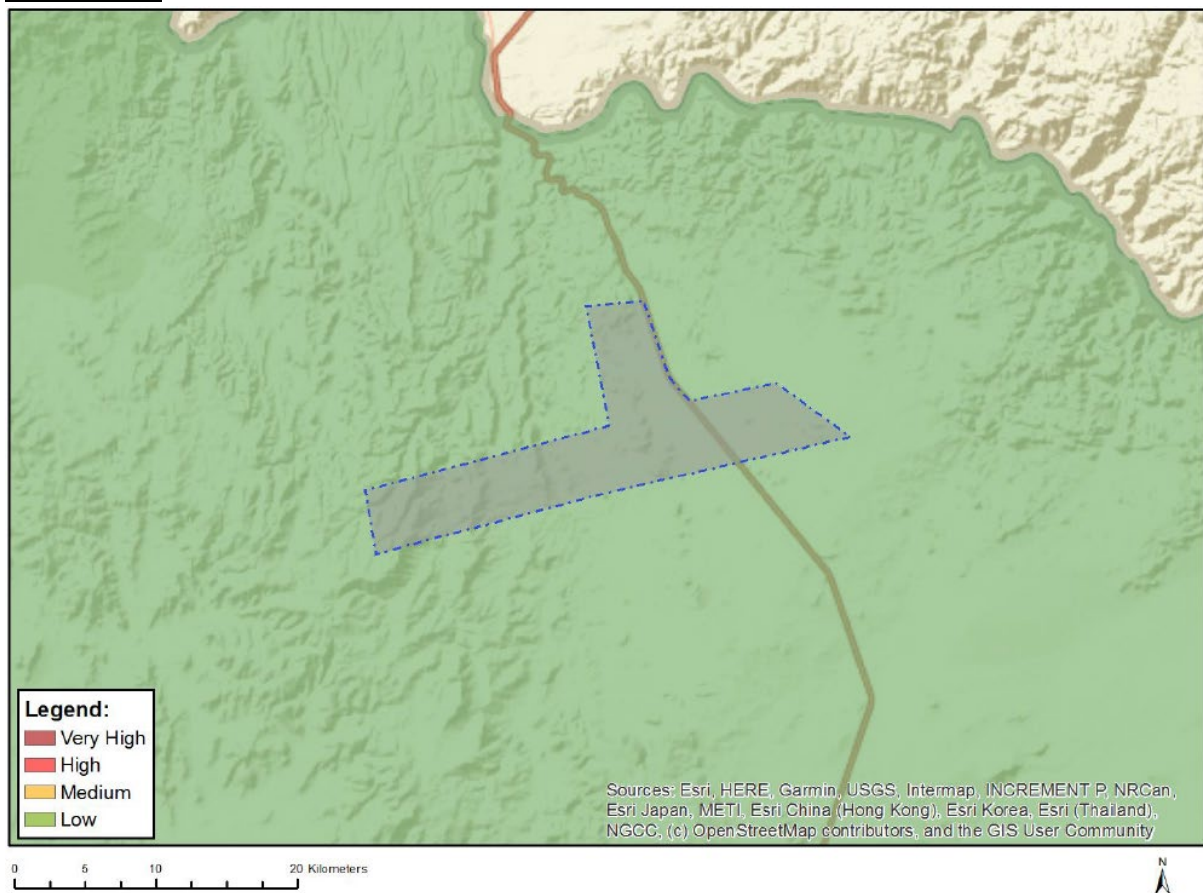 Legend:
Very High
High
Medium
Low
Sources: Esri, HERE, Garmin, USGS, Intermap, INCREMENT P, NRCan,
Esri Japan, METI, Esri China (Hong Kong), Esri Korea, Esri (Thailand),
NGCC, (c) OpenStreetMap contributors, and the GIS User Community
0 5 10 20 Kilometers
N